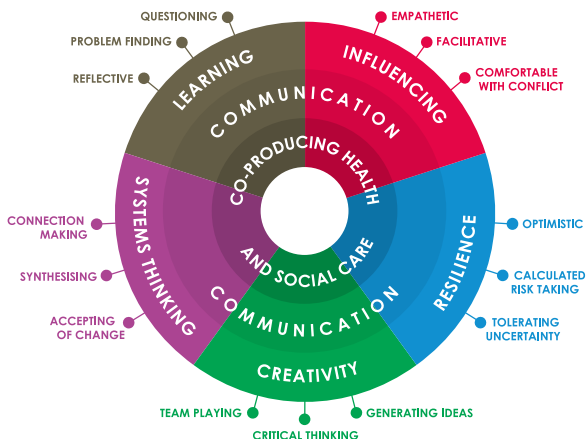 QUESTIONING
PROBLEM FINDING
REFLECTIVE
EMPATHETIC
FACILITATIVE
COMFORTABLE
WITH CONFLICT
LEARNING
INFLUENCING
COMMUNICATION
CO-PRODUCING HEALTH
AND SOCIAL CARE
COMMUNICATION
SYSTEMS THINKING
RESILIENCE
CREATIVITY
CONNECTION
MAKING
SYNTHESISING
ACCEPTING
OF CHANGE
OPTIMISTIC
CALCULATED
RISK TAKING
TOLERATING
UNCERTAINTY
TEAM PLAYING
CRITICAL THINKING
GENERATING IDEAS